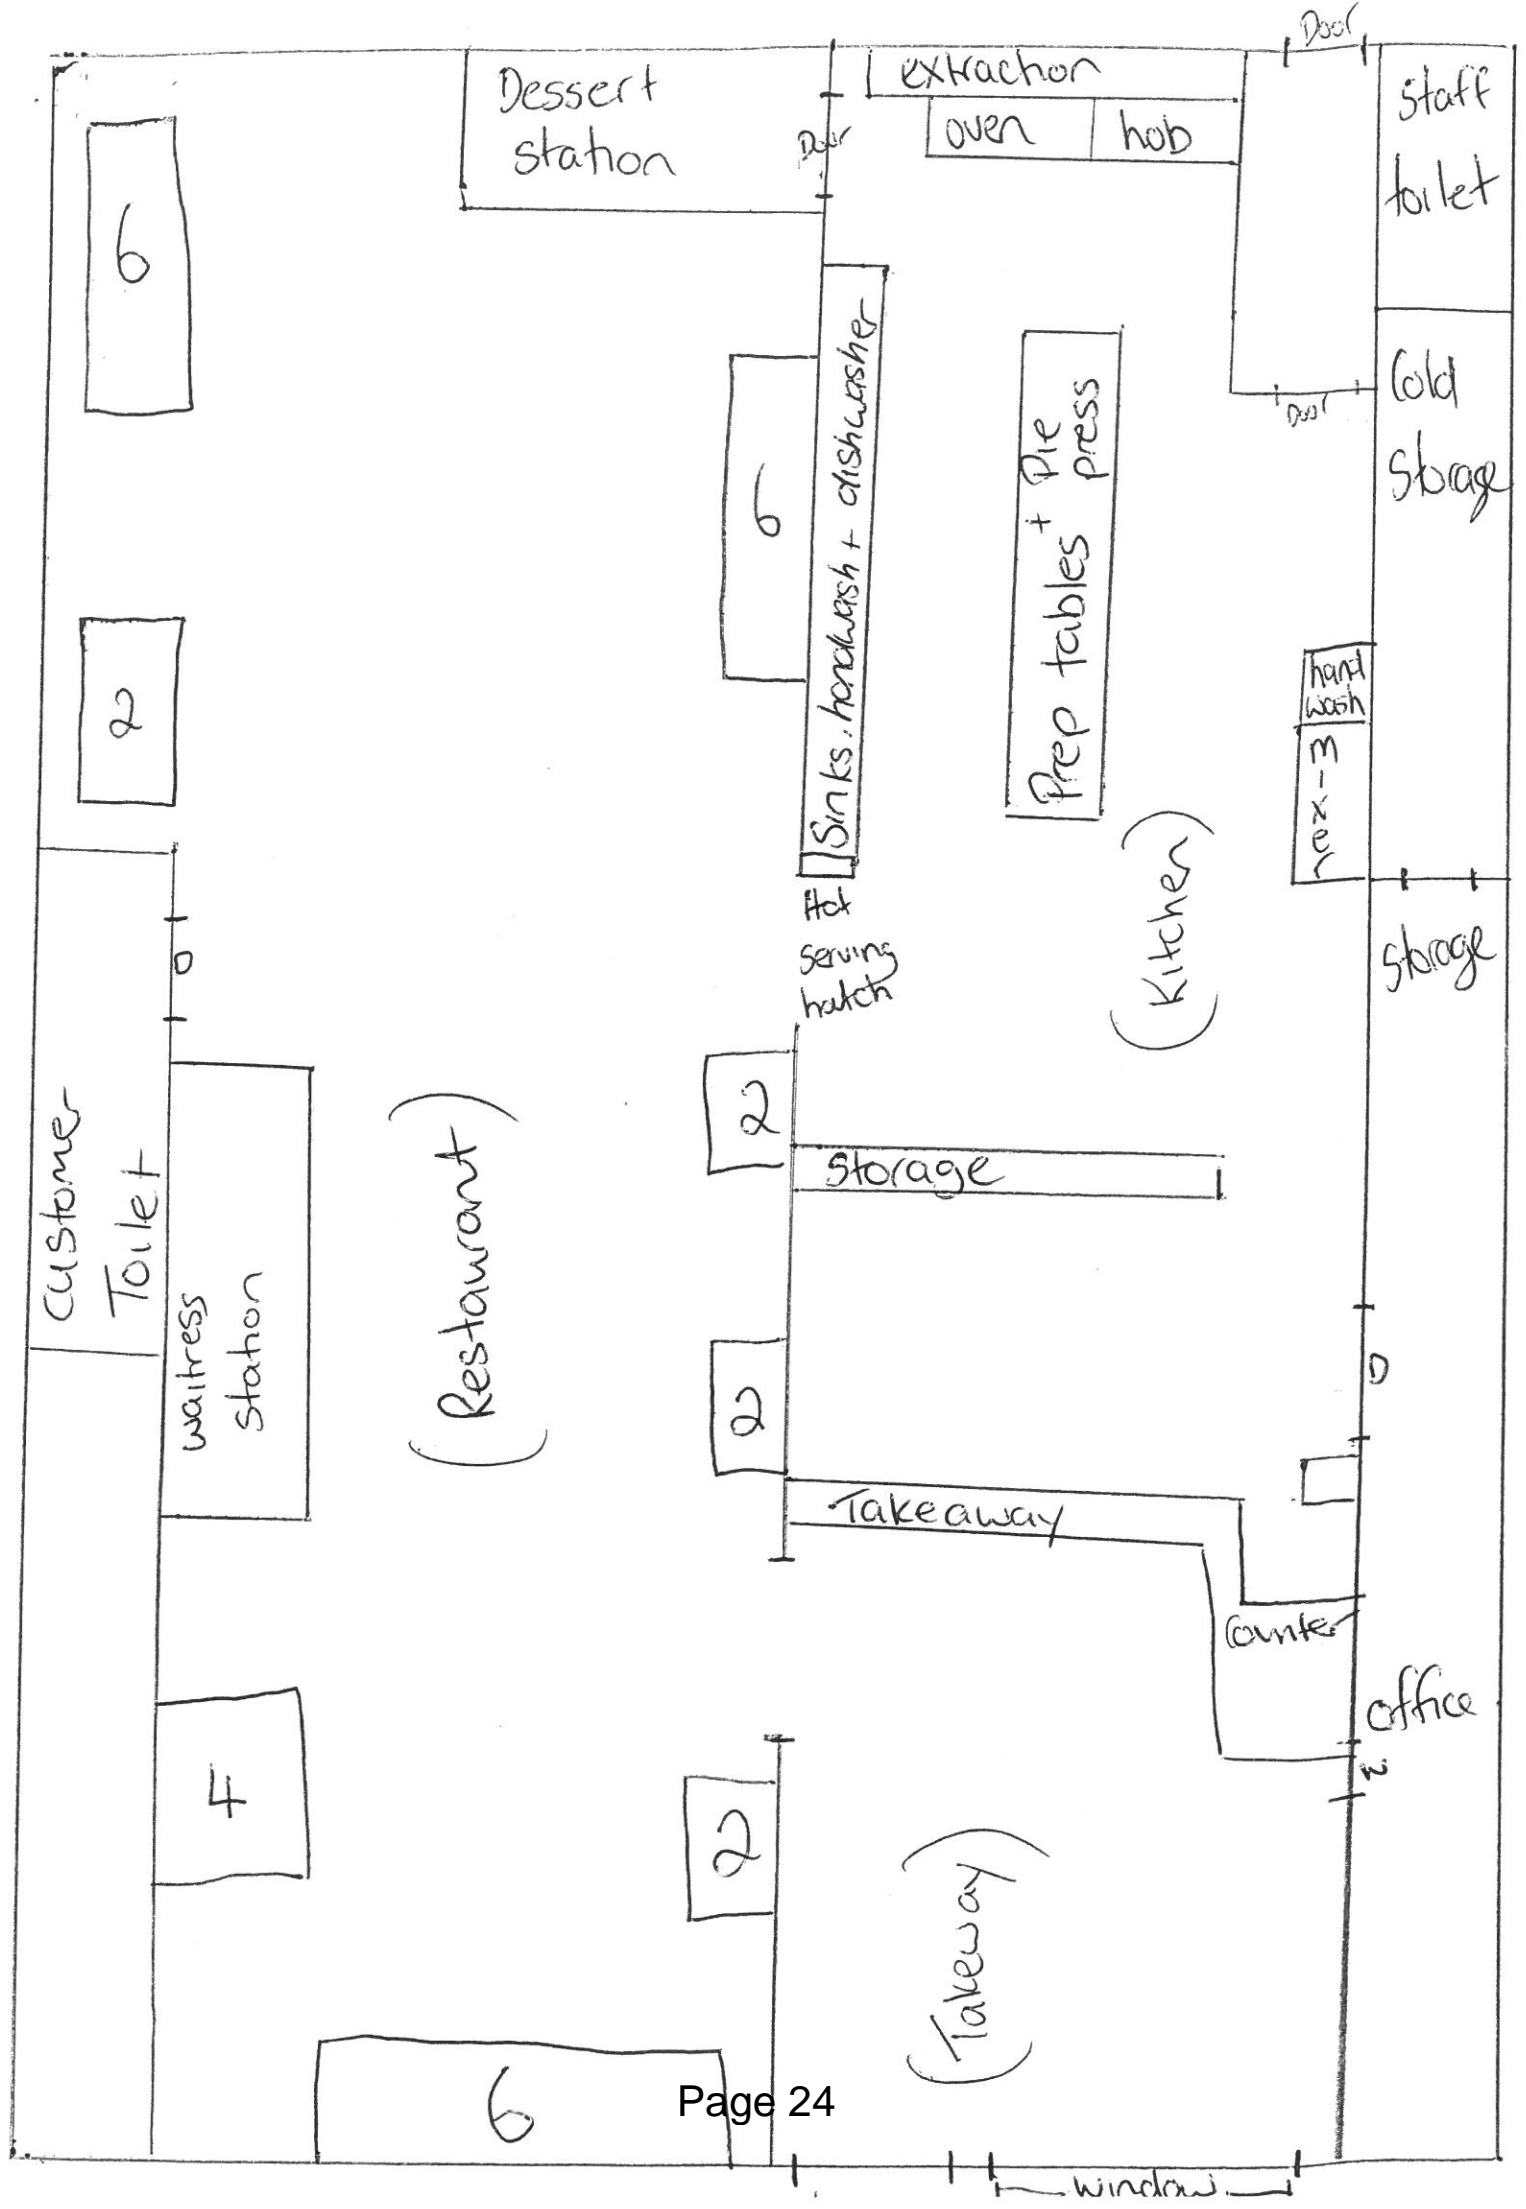 Door
Dessert
station
extraction
oven
hob
Door
staff
toilet
6
Cold
Storage
Door
6
Sinks, handwash + dishwasher
Prep tables + Pie
press
2
hand
wash
Hot
serving
hatch
(Kitchen)
storage
D
customer
Toilet
waitress
station
(Restaurant)
2
storage
2
D
Takeaway
counter
office
4
2
(Takeway)
6
Page 24
window